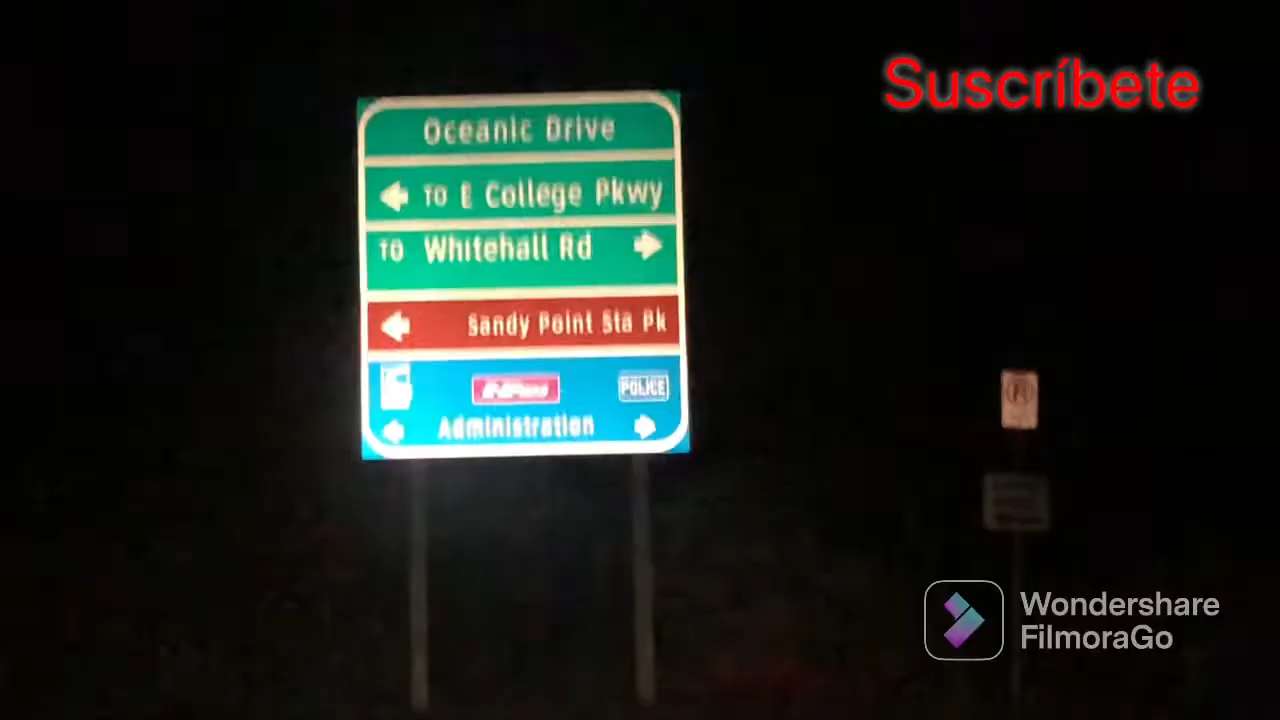 Suscríbete
Oceanic Drive
TO E College Pkwy
TO Whitehall Rd
Sandy Point Sta Pk
POLICE
Administration
Wondershare
FilmoraGo